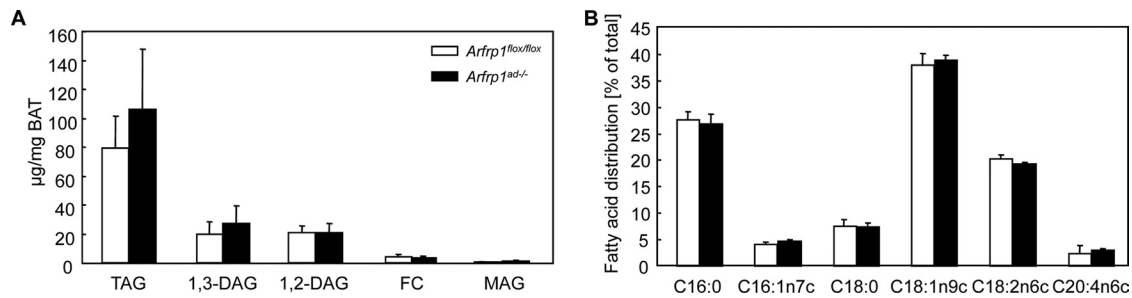 A
160
140
120
100
80
60
40
20
0
µg/mg BAT
Arfrp1flox/flox
Arfrp1ad-/-
TAG 1,3-DAG 1,2-DAG FC MAG
B
45
40
35
30
25
20
15
10
5
0
Fatty acid distribution [% of total]
C16:0 C16:1n7c C18:0 C18:1n9c C18:2n6c C20:4n6c